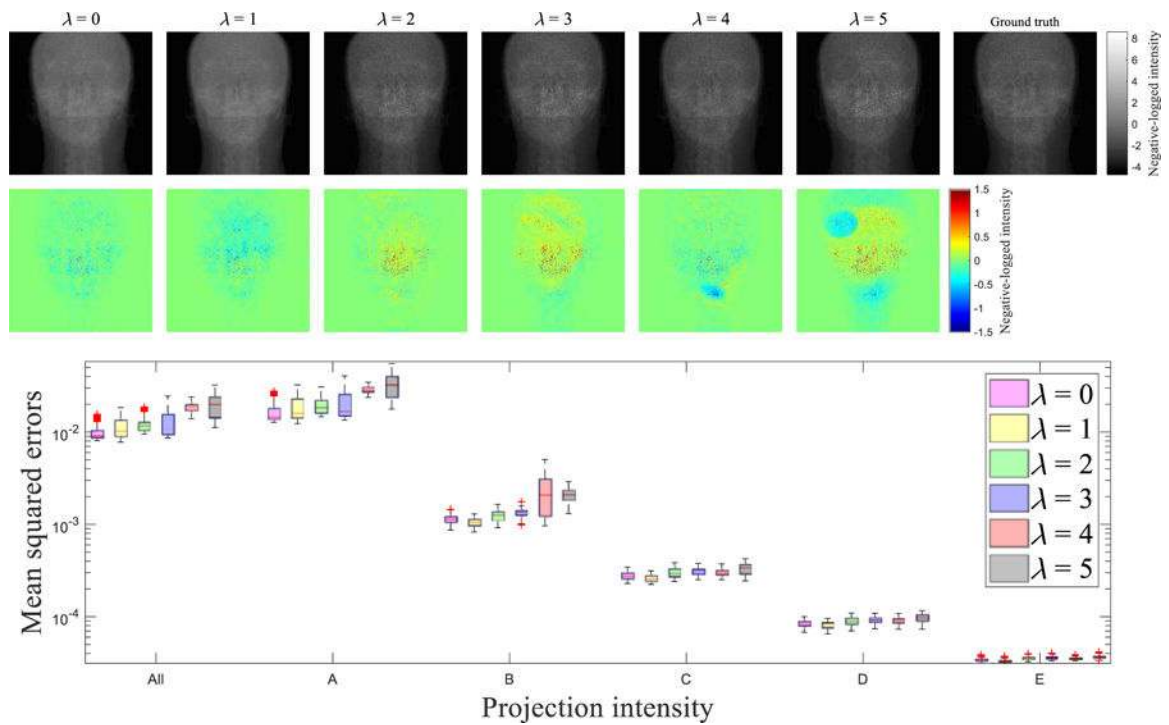 λ = 0 λ = 1 λ = 2 λ = 3 λ = 4 λ = 5 Ground truth
8
6
4
2
0
-2
-4
Negative-logged intensity
1.5
1
0.5
0
-0.5
-1
-1.5
Negative-logged intensity
Mean squared errors
10-2
10-3
10-4
λ = 0
λ = 1
λ = 2
λ = 3
λ = 4
λ = 5
All A B C D E
Projection intensity